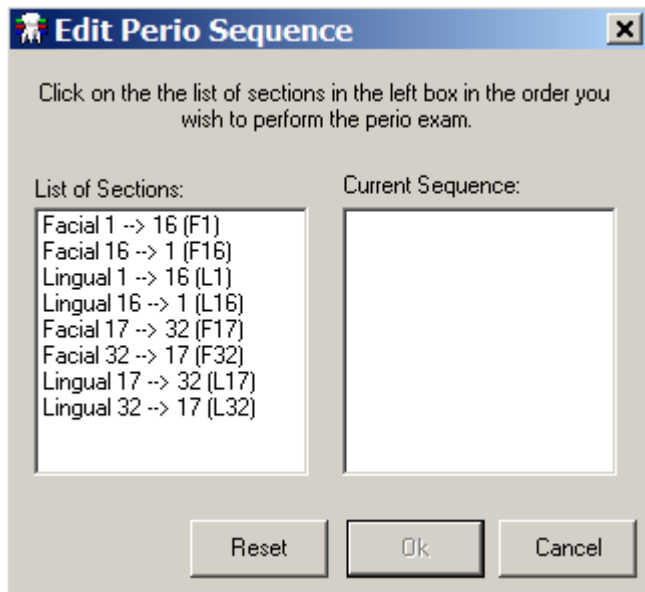 Edit Perio Sequence
Click on the the list of sections in the left box in the order you
wish to perform the perio exam.
List of Sections:
Facial 1 --> 16 (F1)
Facial 16 --> 1 (F16)
Lingual 1 --> 16 (L1)
Lingual 16 --> 1 (L16)
Facial 17 --> 32 (F17)
Facial 32 --> 17 (F32)
Lingual 17 --> 32 (L17)
Lingual 32 --> 17 (L32)
Current Sequence:
Reset
Ok
Cancel